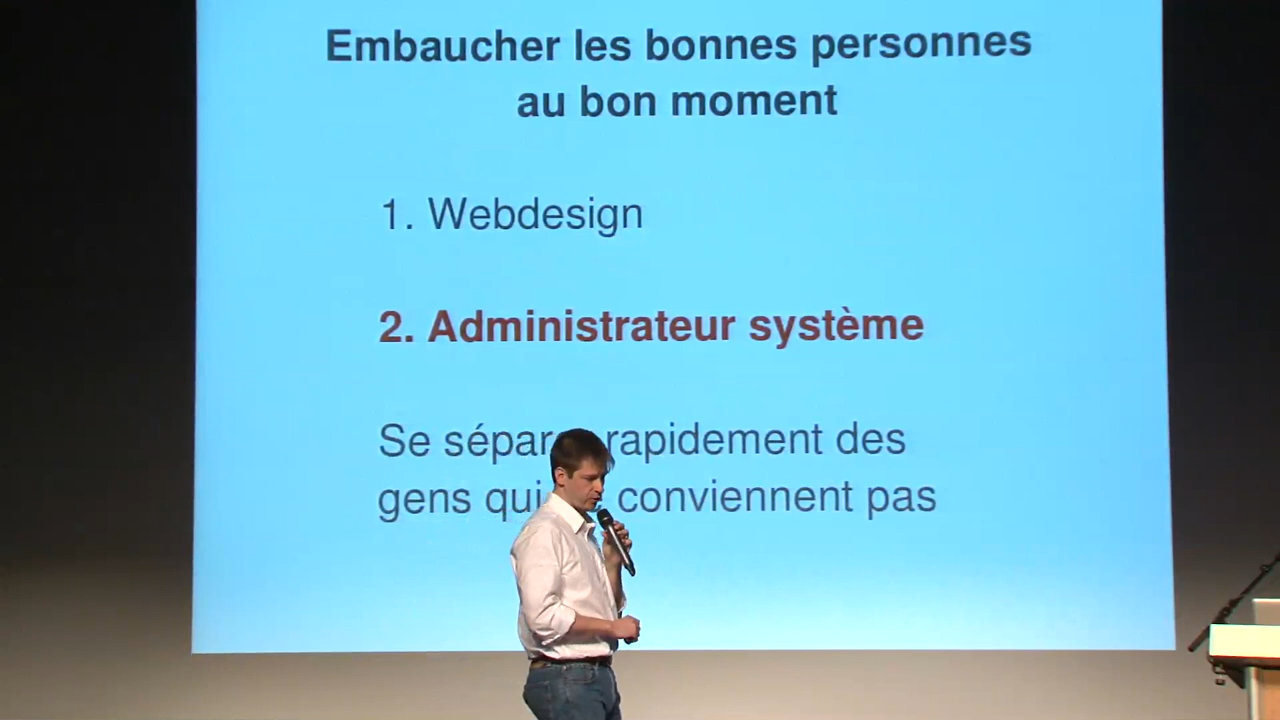 Embaucher les bonnes personnes
au bon moment
1. Webdesign
2. Administrateur système
Se sépar rapidement des
gens qui conviennent pas